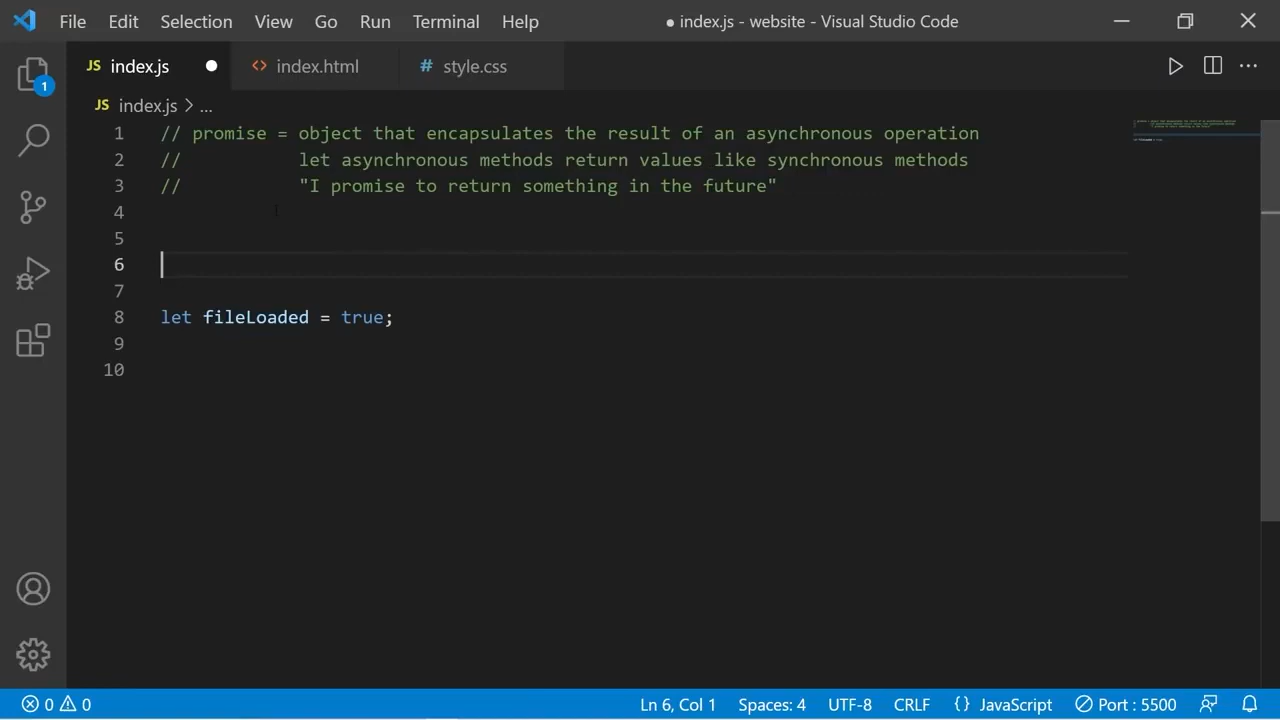 File Edit Selection View Go Run Terminal Help ● index.js - website - Visual Studio Code
JS index.js ● <> index.html # style.css
JS index.js > ...
1 // promise = object that encapsulates the result of an asynchronous operation
2 // let asynchronous methods return values like synchronous methods
3 // "I promise to return something in the future"
4
5
6
7
8 let fileLoaded = true;
9
10
1
0 0 Ln 6, Col 1 Spaces: 4 UTF-8 CRLF {} JavaScript Port : 5500